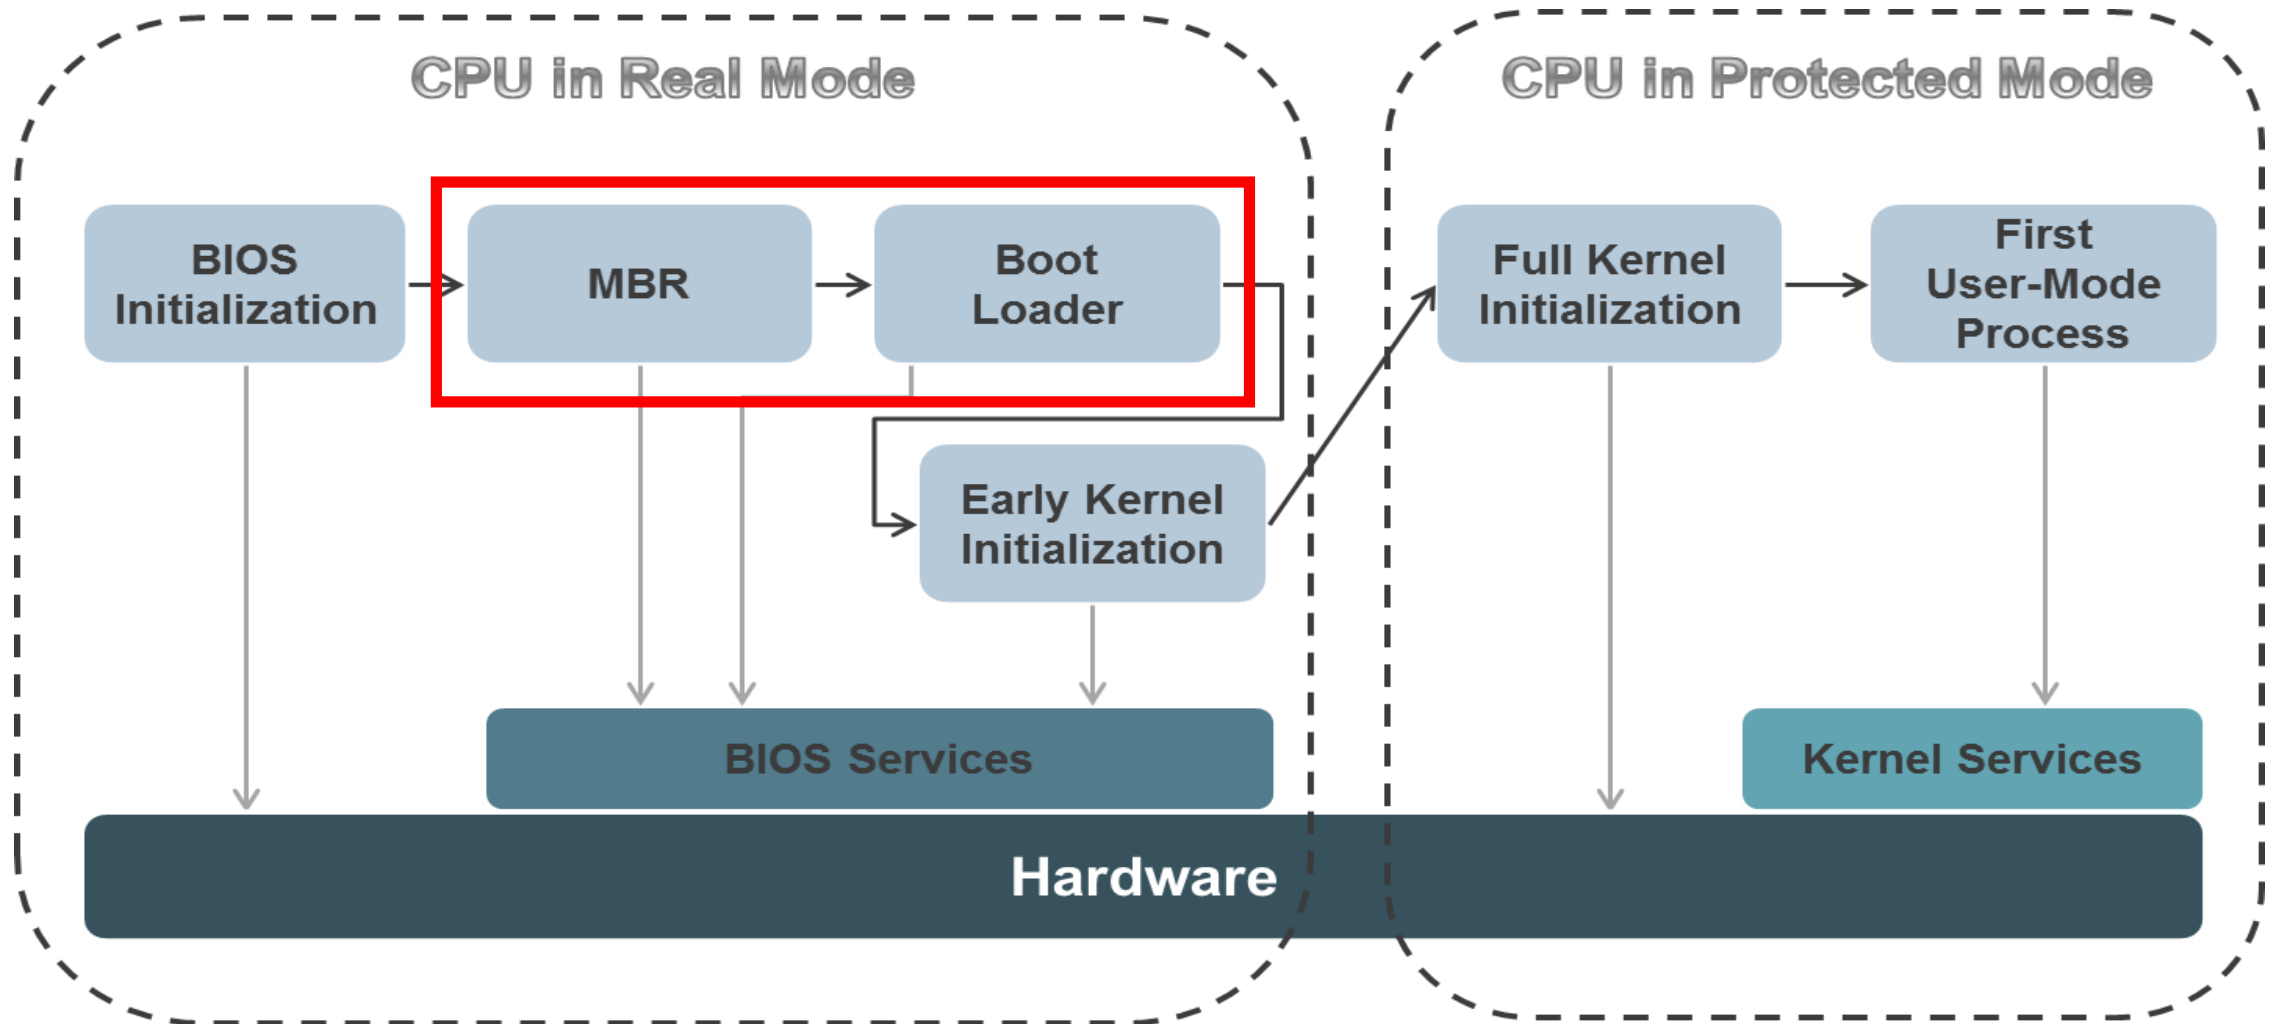 CPU in Real Mode
CPU in Protected Mode
BIOS
Initialization
MBR
Boot
Loader
Early Kernel
Initialization
Full Kernel
Initialization
First
User-Mode
Process
BIOS Services
Kernel Services
Hardware